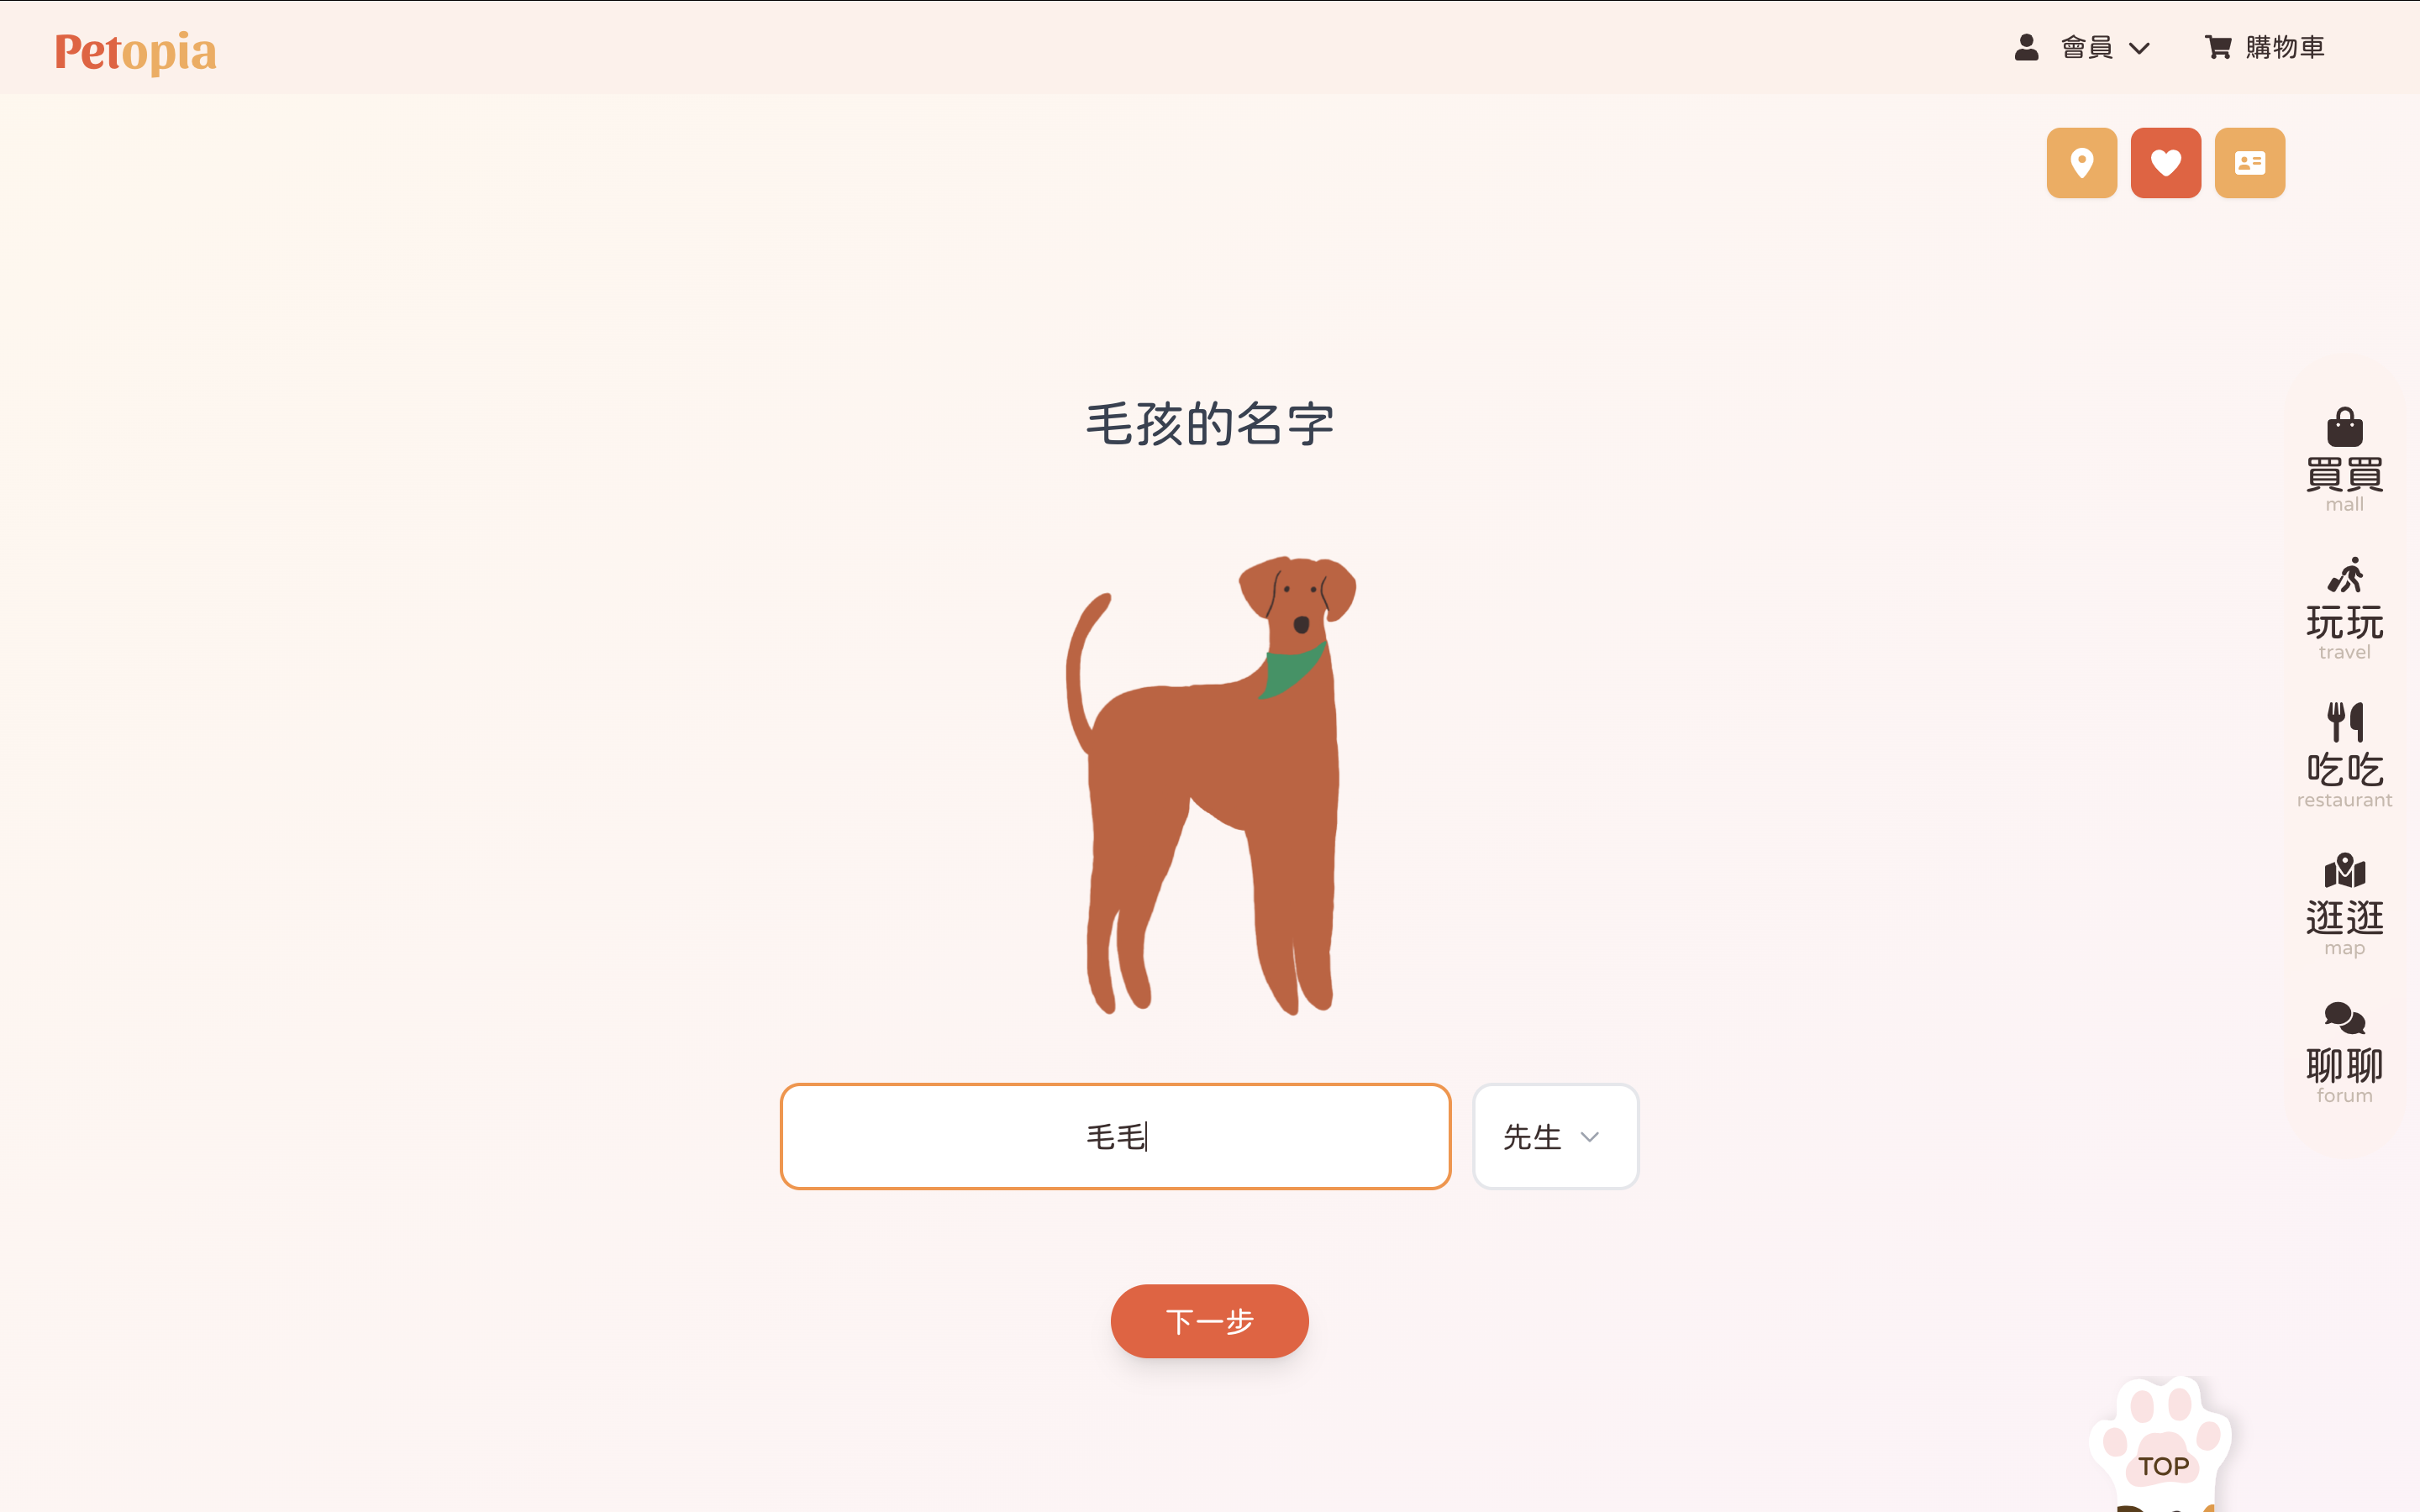 Petopia
會員
購物車
毛孩的名字
買買
mall
玩玩
travel
吃吃
restaurant
逛逛
map
聊聊
forum
毛毛
先生
下一步
TOP